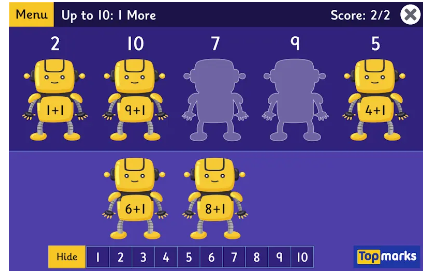 Menu Up to 10: 1 More Score: 2/2
2 10 7 9 5
1+1 9+1 4+1
6+1 8+1
Hide 1 2 3 4 5 6 7 8 9 10 Topmarks